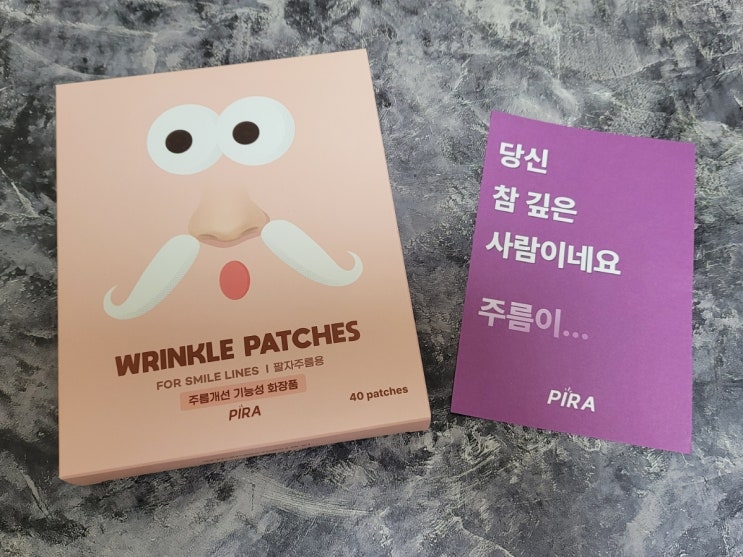 WRINKLE PATCHES
FOR SMILE LINES | 팔자주름용
주름개선 기능성 화장품
PIRA
40 patches
당신
참 깊은
사람이네요
주름이...
PIRA